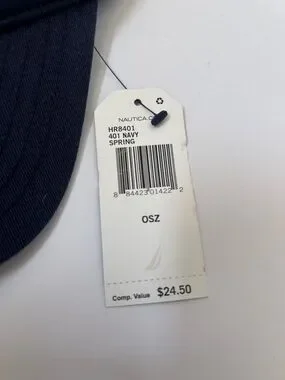 NAUTICA.C
HR8401
401 NAVY
SPRING
8 84423 01422 2
OSZ
Comp. Value $24.50